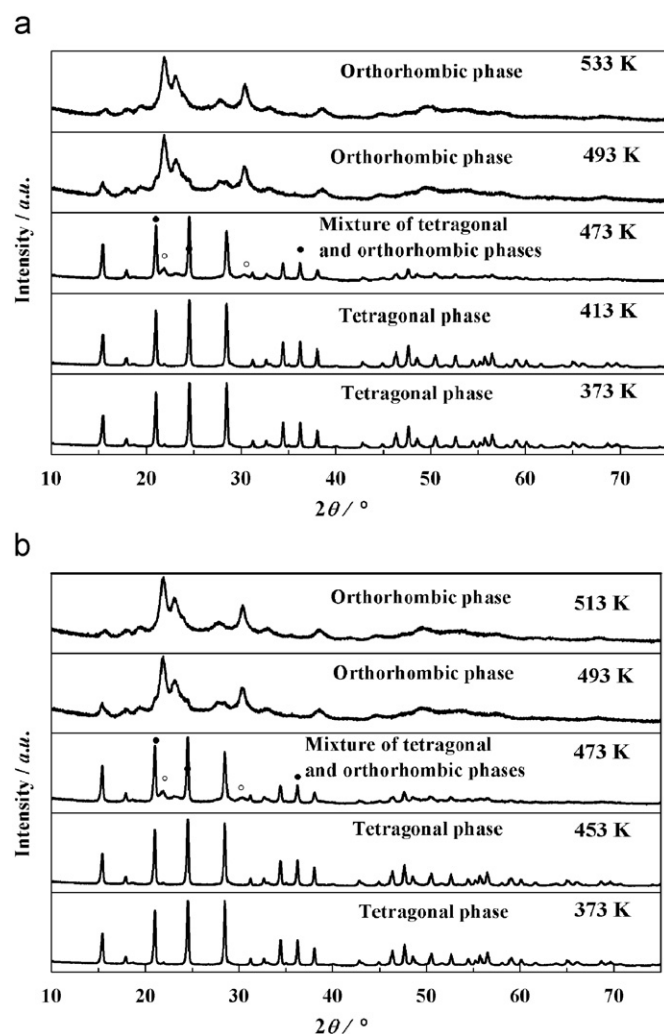 a
Orthorhombic phase 533 K
Orthorhombic phase 493 K
Mixture of tetragonal
and orthorhombic phases 473 K
Tetragonal phase 413 K
Tetragonal phase 373 K
Intensity / a.u.
10 20 30 40 50 60 70
2θ / °
b
Orthorhombic phase 513 K
Orthorhombic phase 493 K
Mixture of tetragonal
and orthorhombic phases 473 K
Tetragonal phase 453 K
Tetragonal phase 373 K
Intensity / a.u.
10 20 30 40 50 60 70
2θ / °